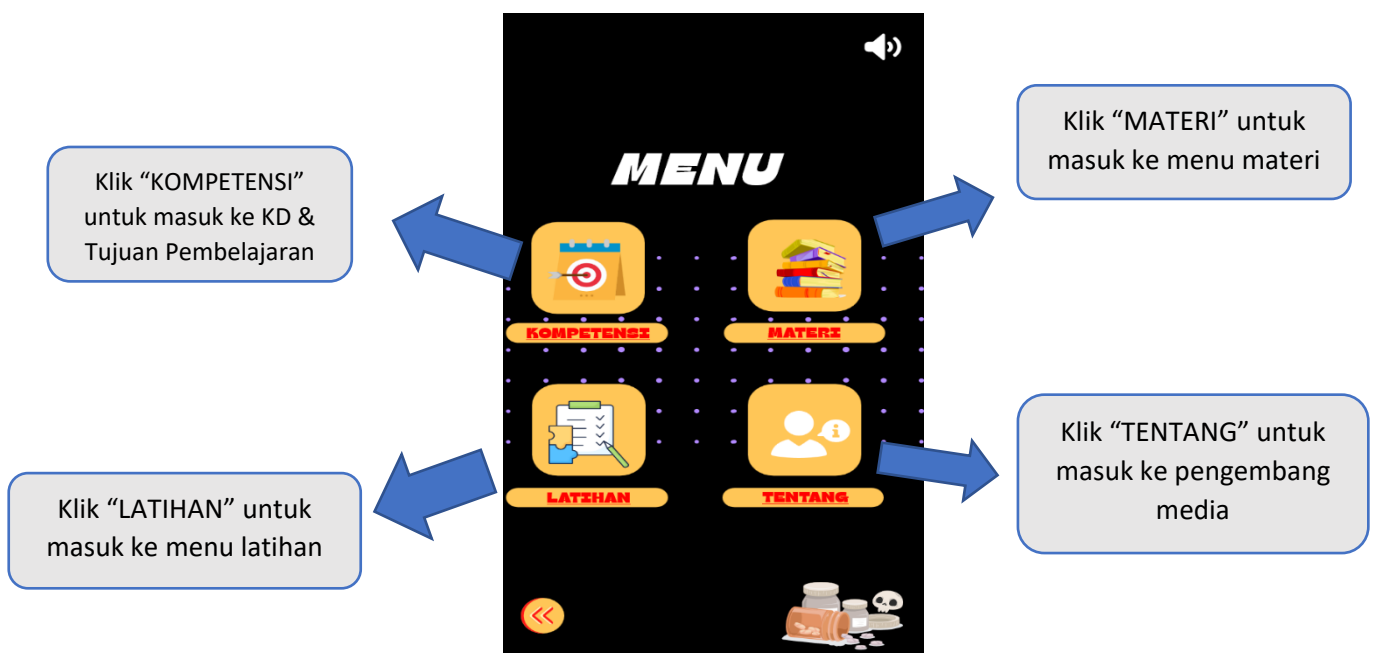 Klik “MATERI” untuk
masuk ke menu materi
MENU
Klik “KOMPETENSI”
untuk masuk ke KD &
Tujuan Pembelajaran
KOMPETENSI
MATERI
Klik “TENTANG” untuk
masuk ke pengembang
media
i
LATIHAN
TENTANG
Klik “LATIHAN” untuk
masuk ke menu latihan